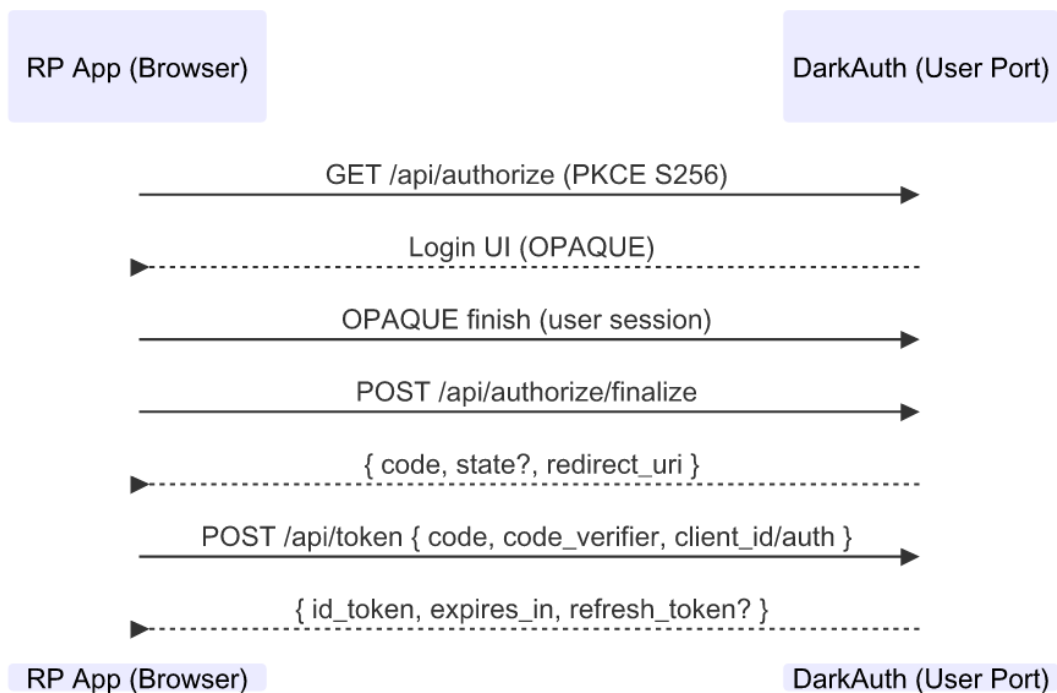 RP App (Browser)
DarkAuth (User Port)
GET /api/authorize (PKCE S256)
Login UI (OPAQUE)
OPAQUE finish (user session)
POST /api/authorize/finalize
{ code, state?, redirect_uri }
POST /api/token { code, code_verifier, client_id/auth }
{ id_token, expires_in, refresh_token? }
RP App (Browser)
DarkAuth (User Port)